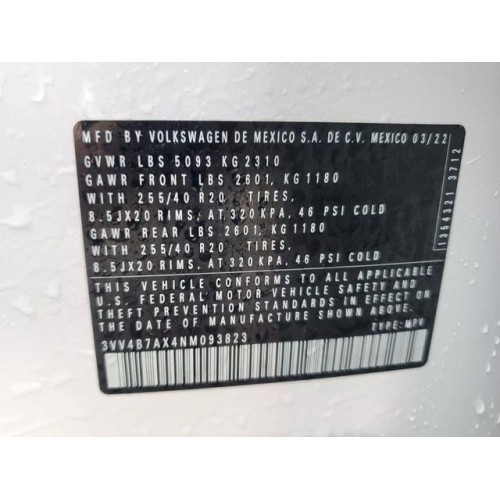 MFD BY VOLKSWAGEN DE MEXICO S.A. DE C.V. MEXICO 03/22
GVWR LBS 5093 KG 2310
GAWR FRONT LBS 2601, KG 1180
WITH 255/40 R20 TIRES,
8.5JX20 RIMS, AT 320 KPA, 46 PSI COLD
GAWR REAR LBS 2601, KG 1180
WITH 255/40 R20 TIRES,
8.5JX20 RIMS, AT 320 KPA, 46 PSI COLD
THIS VEHICLE CONFORMS TO ALL APPLICABLE
U.S. FEDERAL MOTOR VEHICLE SAFETY AND
THEFT PREVENTION STANDARDS IN EFFECT ON
THE DATE OF MANUFACTURE SHOWN ABOVE.
3VV4B7AX4NM093823 TYPE: MPV
1354321 3712